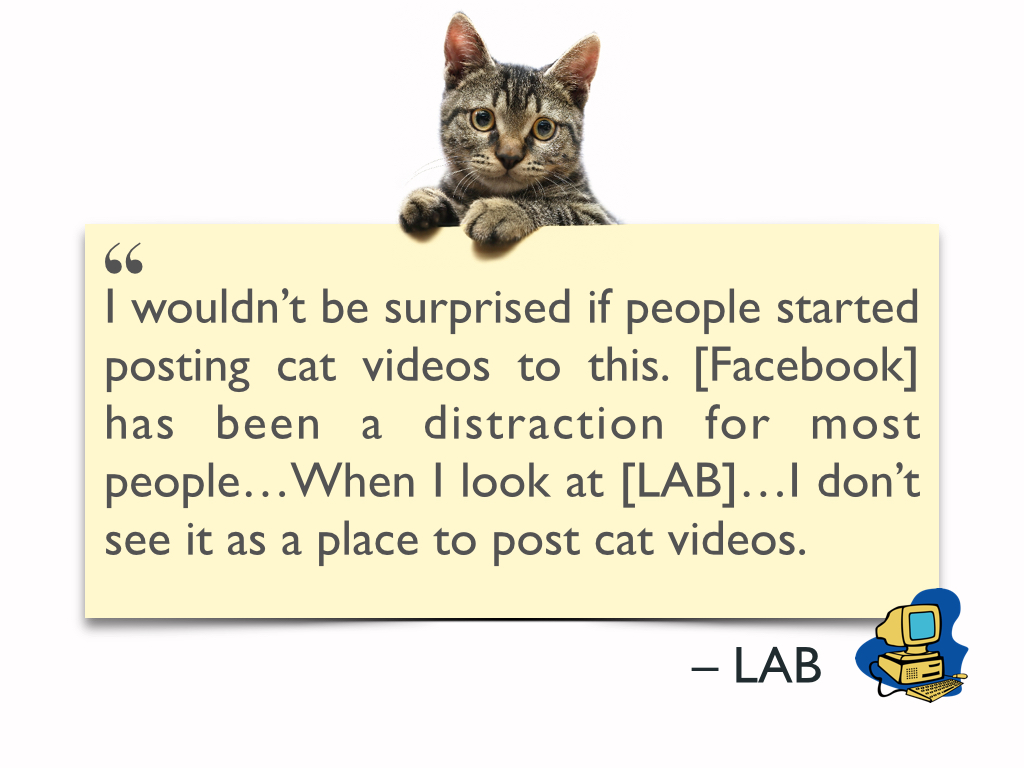 “
I wouldn’t be surprised if people started
posting cat videos to this. [Facebook]
has been a distraction for most
people…When I look at [LAB]…I don’t
see it as a place to post cat videos.
– LAB